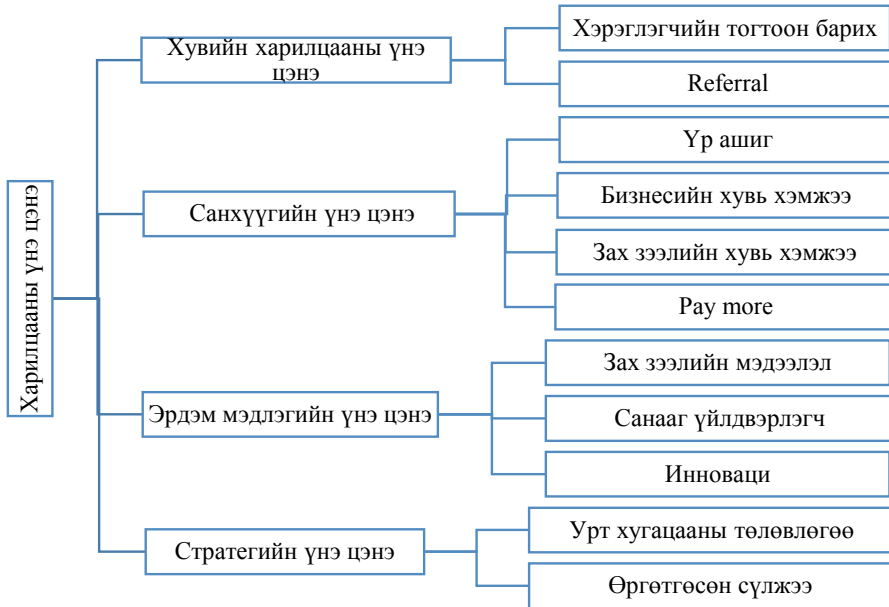 Харилцааны үнэ цэнэ
Хувийн харилцааны үнэ
цэнэ
Хэрэглэгчийн тогтоон барих
Referral
Санхүүгийн үнэ цэнэ
Үр ашиг
Бизнесийн хувь хэмжээ
Зах зээлийн хувь хэмжээ
Pay more
Эрдэм мэдлэгийн үнэ цэнэ
Зах зээлийн мэдээлэл
Санааг үйлдвэрлэгч
Инноваци
Стратегийн үнэ цэнэ
Урт хугацааны төлөвлөгөө
Өргөтгөсөн сүлжээ